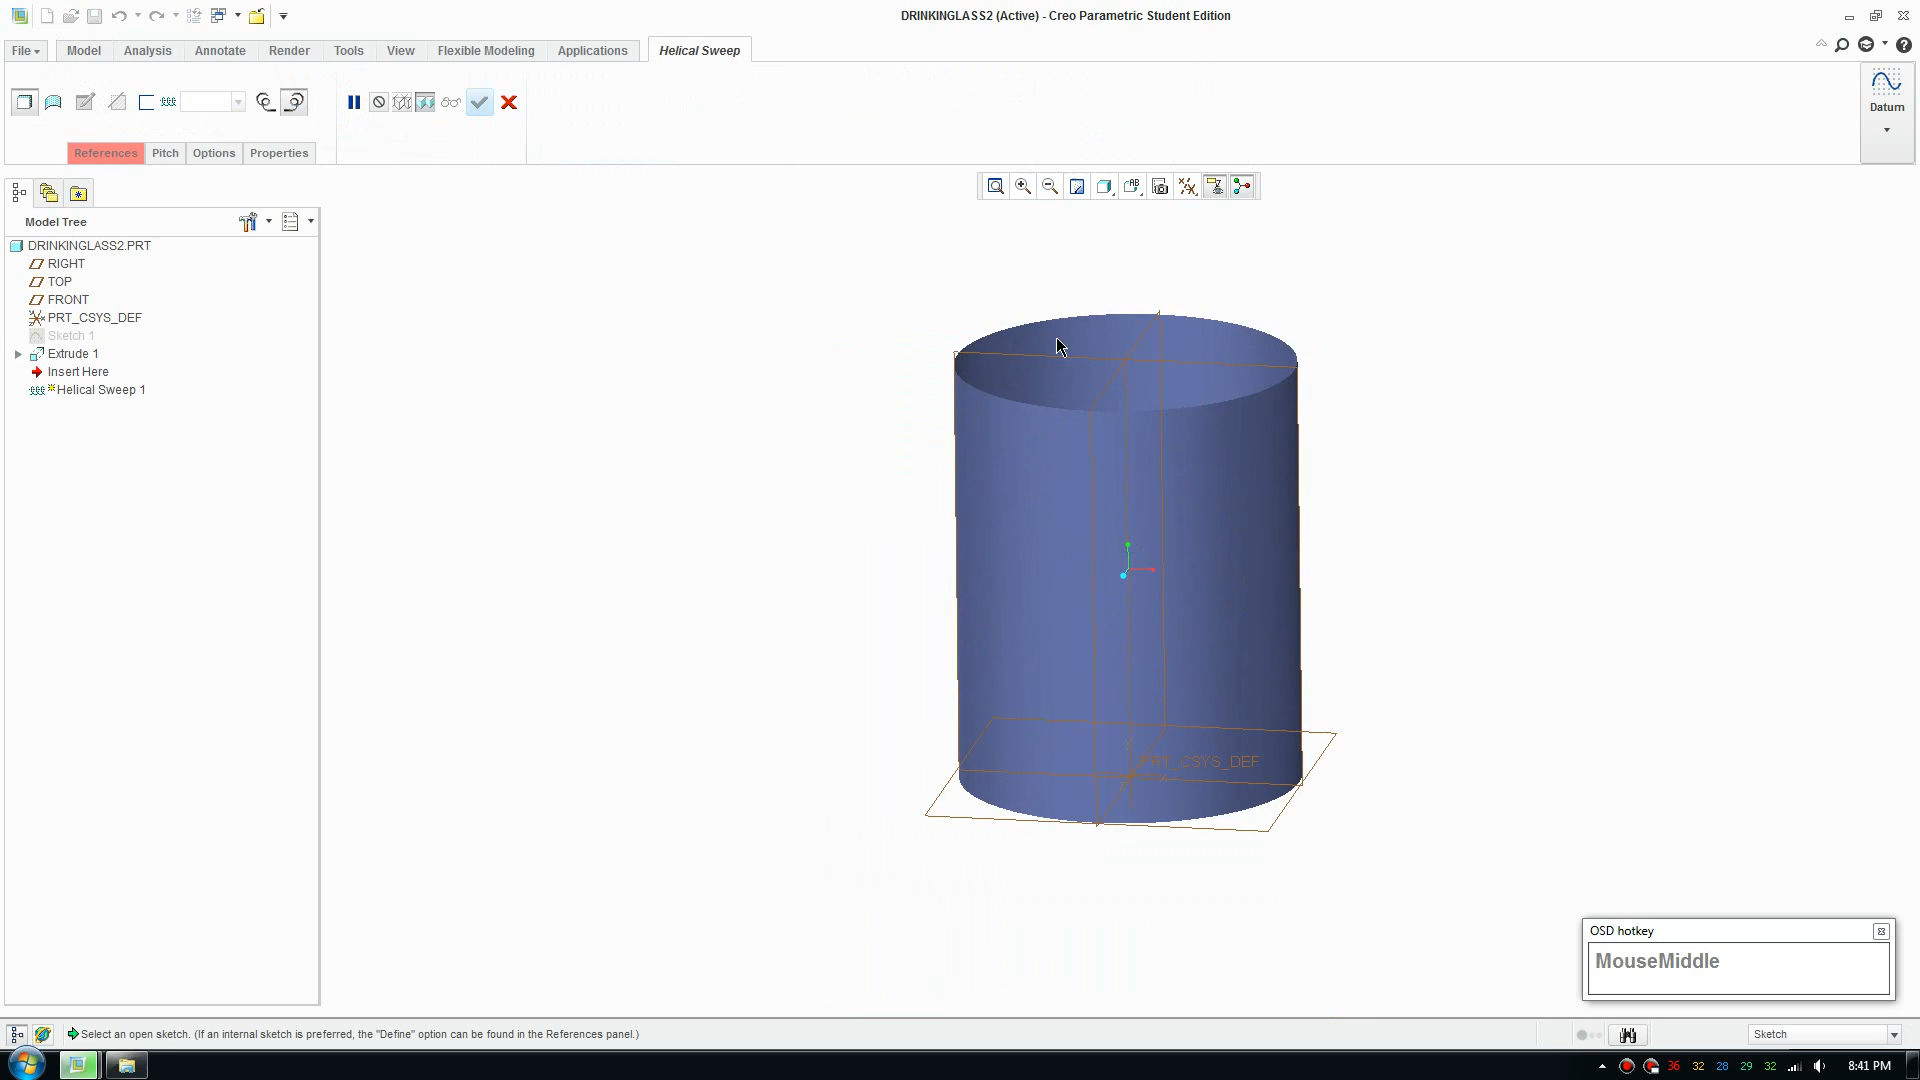 DRINKINGLASS2 (Active) - Creo Parametric Student Edition
File Model Analysis Annotate Render Tools View Flexible Modeling Applications Helical Sweep
Datum
References Pitch Options Properties
Model Tree
DRINKINGLASS2.PRT
RIGHT
TOP
FRONT
PRT_CSYS_DEF
Sketch 1
Extrude 1
Insert Here
Helical Sweep 1
PRT_CSYS_DEF
OSD hotkey
MouseMiddle
Select an open sketch. (If an internal sketch is preferred, the "Define" option can be found in the References panel.)
Sketch
36 32 28 29 32 8:41 PM